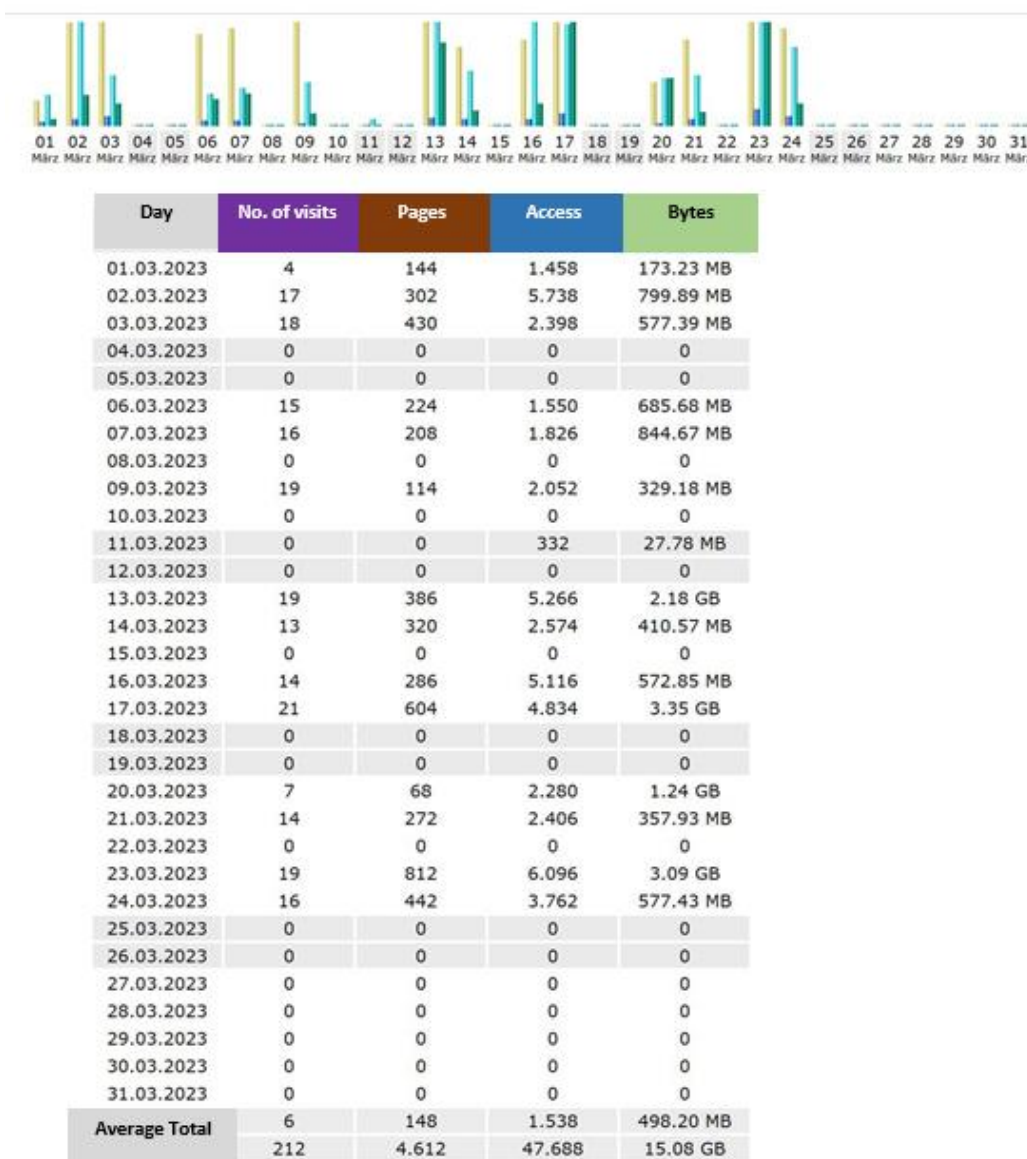 01 02 03 04 05 06 07 08 09 10 11 12 13 14 15 16 17 18 19 20 21 22 23 24 25 26 27 28 29 30 31
März März März März März März März März März März März März März März März März März März März März März März März März März März März März März März März
Day No. of visits Pages Access Bytes
01.03.2023 4 144 1.458 173.23 MB
02.03.2023 17 302 5.738 799.89 MB
03.03.2023 18 430 2.398 577.39 MB
04.03.2023 0 0 0 0
05.03.2023 0 0 0 0
06.03.2023 15 224 1.550 685.68 MB
07.03.2023 16 208 1.826 844.67 MB
08.03.2023 0 0 0 0
09.03.2023 19 114 2.052 329.18 MB
10.03.2023 0 0 0 0
11.03.2023 0 0 332 27.78 MB
12.03.2023 0 0 0 0
13.03.2023 19 386 5.266 2.18 GB
14.03.2023 13 320 2.574 410.57 MB
15.03.2023 0 0 0 0
16.03.2023 14 286 5.116 572.85 MB
17.03.2023 21 604 4.834 3.35 GB
18.03.2023 0 0 0 0
19.03.2023 0 0 0 0
20.03.2023 7 68 2.280 1.24 GB
21.03.2023 14 272 2.406 357.93 MB
22.03.2023 0 0 0 0
23.03.2023 19 812 6.096 3.09 GB
24.03.2023 16 442 3.762 577.43 MB
25.03.2023 0 0 0 0
26.03.2023 0 0 0 0
27.03.2023 0 0 0 0
28.03.2023 0 0 0 0
29.03.2023 0 0 0 0
30.03.2023 0 0 0 0
31.03.2023 0 0 0 0
Average Total 6 148 1.538 498.20 MB
212 4.612 47.688 15.08 GB